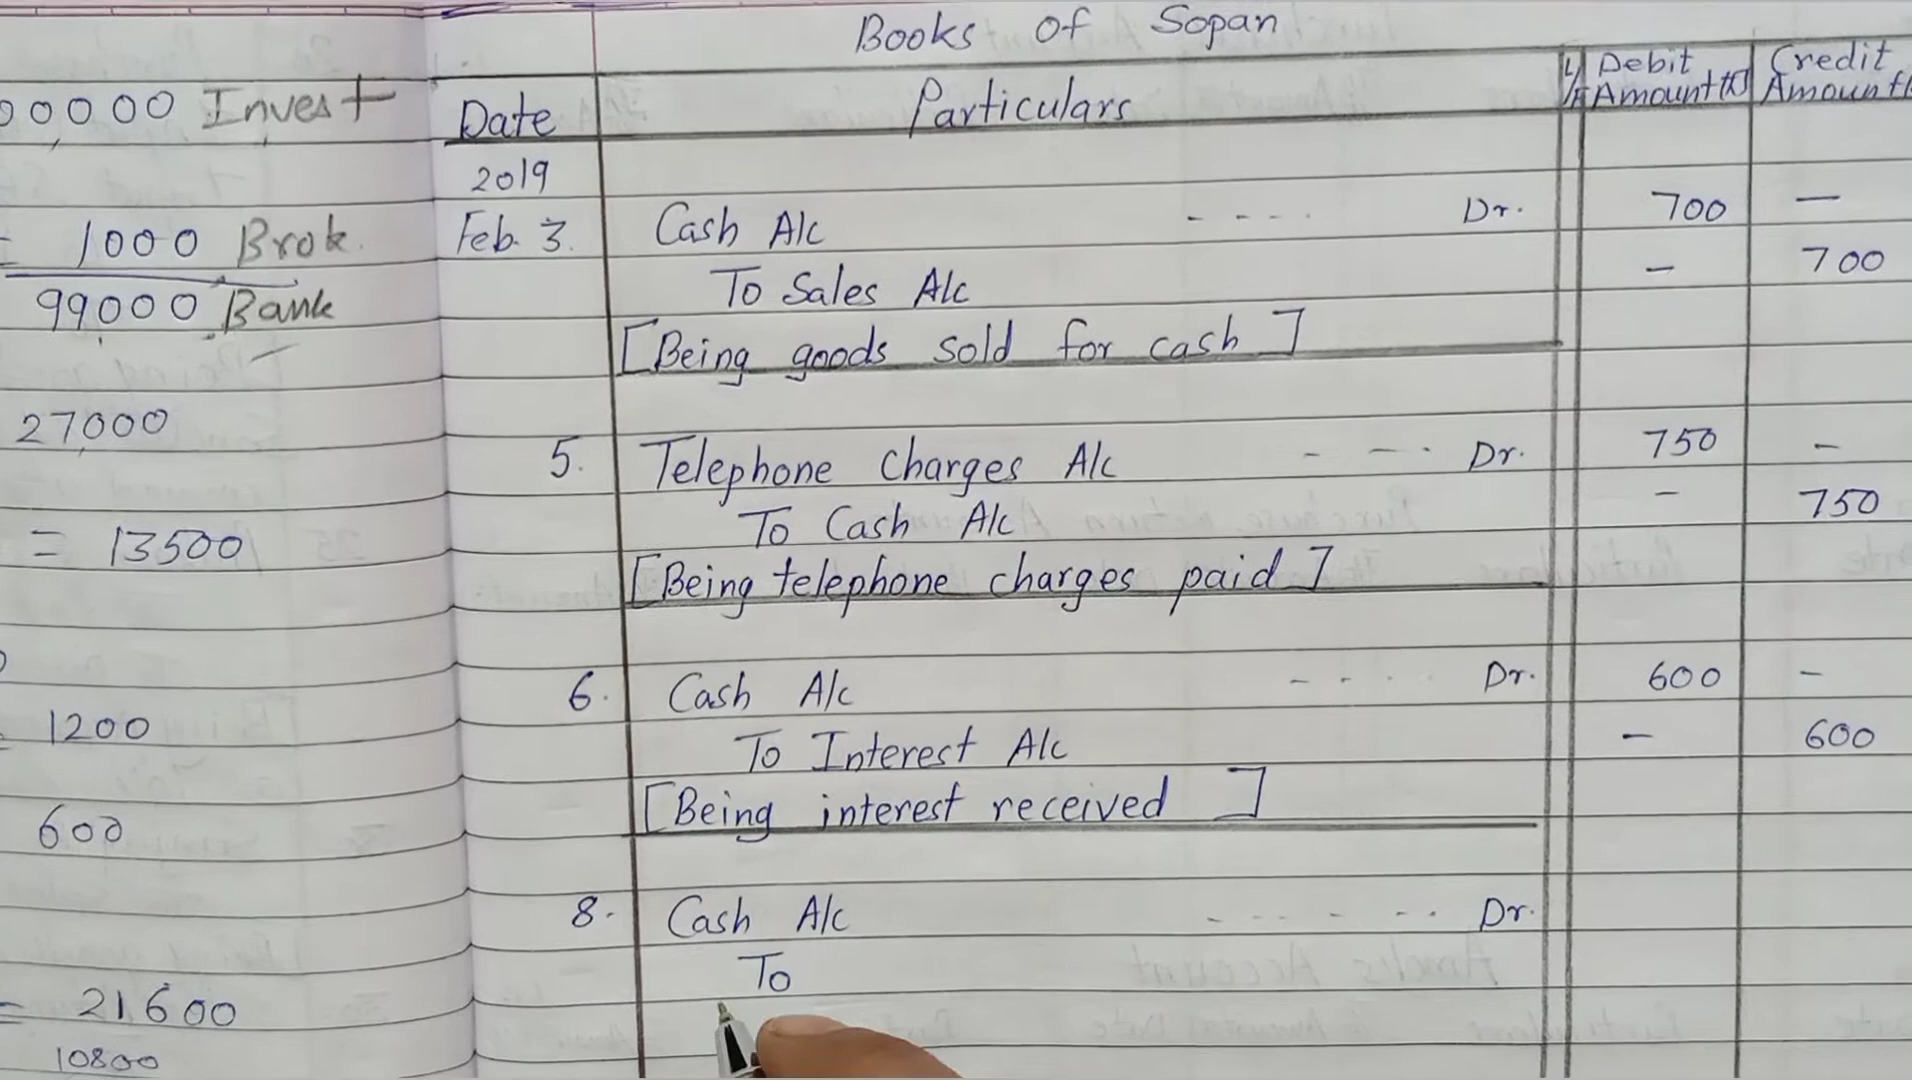 00000 Invest
= 1000 Brok.
99000 Bank
27000
= 13500
1200
600
= 21600
10800
Books of Sopan
Date Particulars L/F Debit Amount (₹) Credit Amount
2019
Feb. 3. Cash A/c ---- Dr. 700 —
To Sales A/c — 700
[Being goods sold for cash]
5. Telephone Charges A/c - -- - Dr. 750 —
To Cash A/c — 750
[Being telephone charges paid]
6. Cash A/c ---- Dr. 600 —
To Interest A/c — 600
[Being interest received]
8. Cash A/c ------ Dr.
To